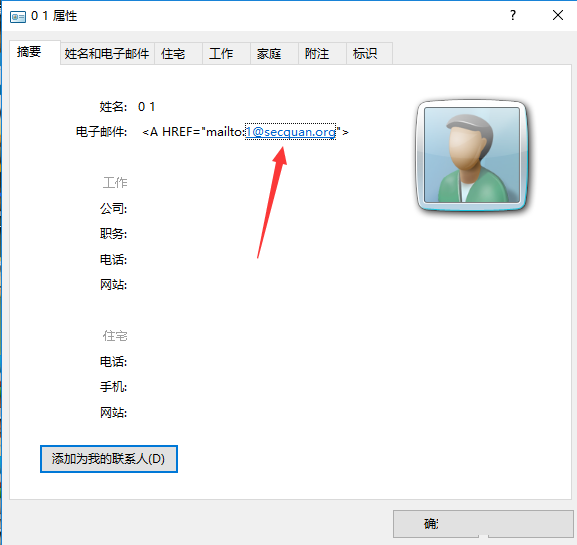 0 1 属性
摘要 姓名和电子邮件 住宅 工作 家庭 附注 标识
姓名: 0 1
电子邮件: <A HREF="mailto:1@secquan.org">
工作
公司:
职务:
电话:
网站:
住宅
电话:
手机:
网站:
添加为我的联系人(D)
确